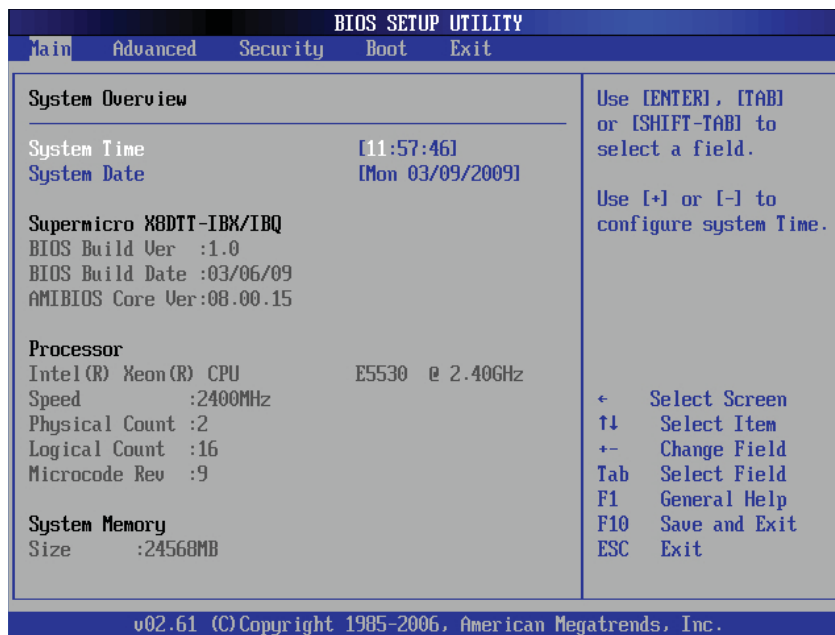 BIOS SETUP UTILITY
Main Advanced Security Boot Exit
System Overview
System Time [11:57:46]
System Date [Mon 03/09/2009]
Supermicro X8DTT-IBX/IBQ
BIOS Build Ver :1.0
BIOS Build Date :03/06/09
AMIBIOS Core Ver:08.00.15
Processor
Intel(R) Xeon(R) CPU E5530 @ 2.40GHz
Speed :2400MHz
Physical Count :2
Logical Count :16
Microcode Rev :9
System Memory
Size :24568MB
Use [ENTER], [TAB]
or [SHIFT-TAB] to
select a field.
Use [+] or [-] to
configure system Time.
← Select Screen
↑↓ Select Item
+- Change Field
Tab Select Field
F1 General Help
F10 Save and Exit
ESC Exit
v02.61 (C)Copyright 1985-2006, American Megatrends, Inc.